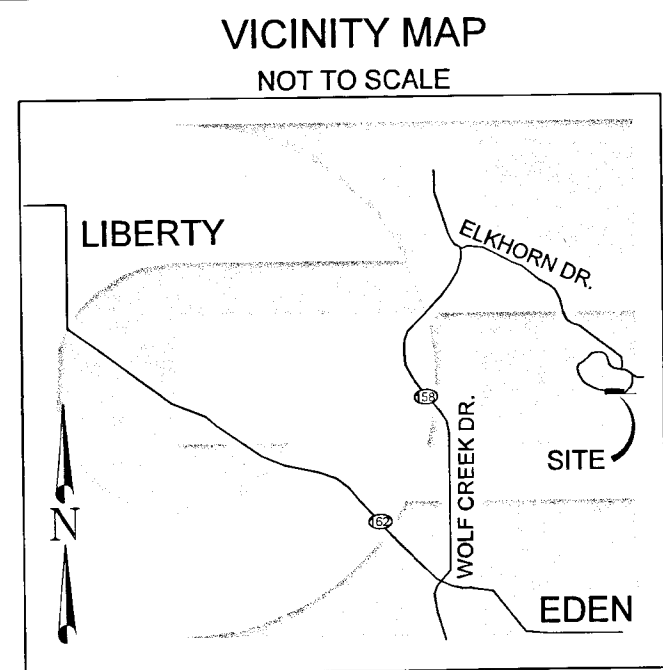 VICINITY MAP
NOT TO SCALE
LIBERTY
ELKHORN DR.
158
WOLF CREEK DR.
SITE
N
162
EDEN